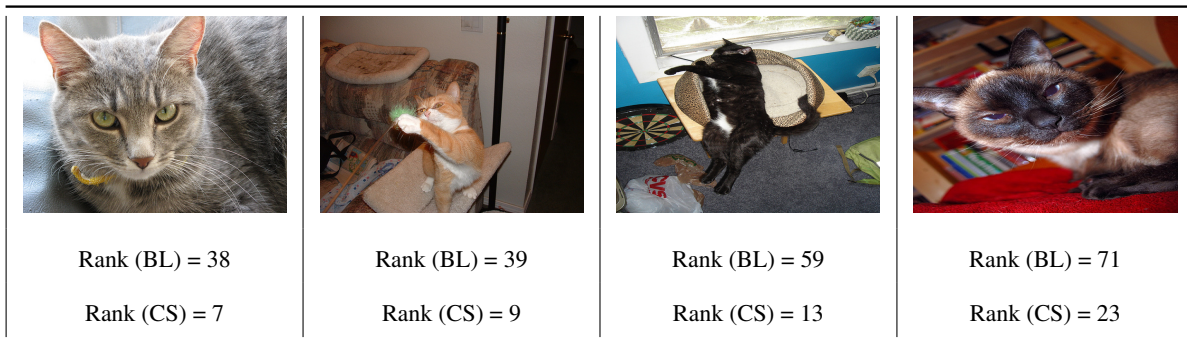 Rank (BL) = 38
Rank (CS) = 7
Rank (BL) = 39
Rank (CS) = 9
Rank (BL) = 59
Rank (CS) = 13
Rank (BL) = 71
Rank (CS) = 23
CVS